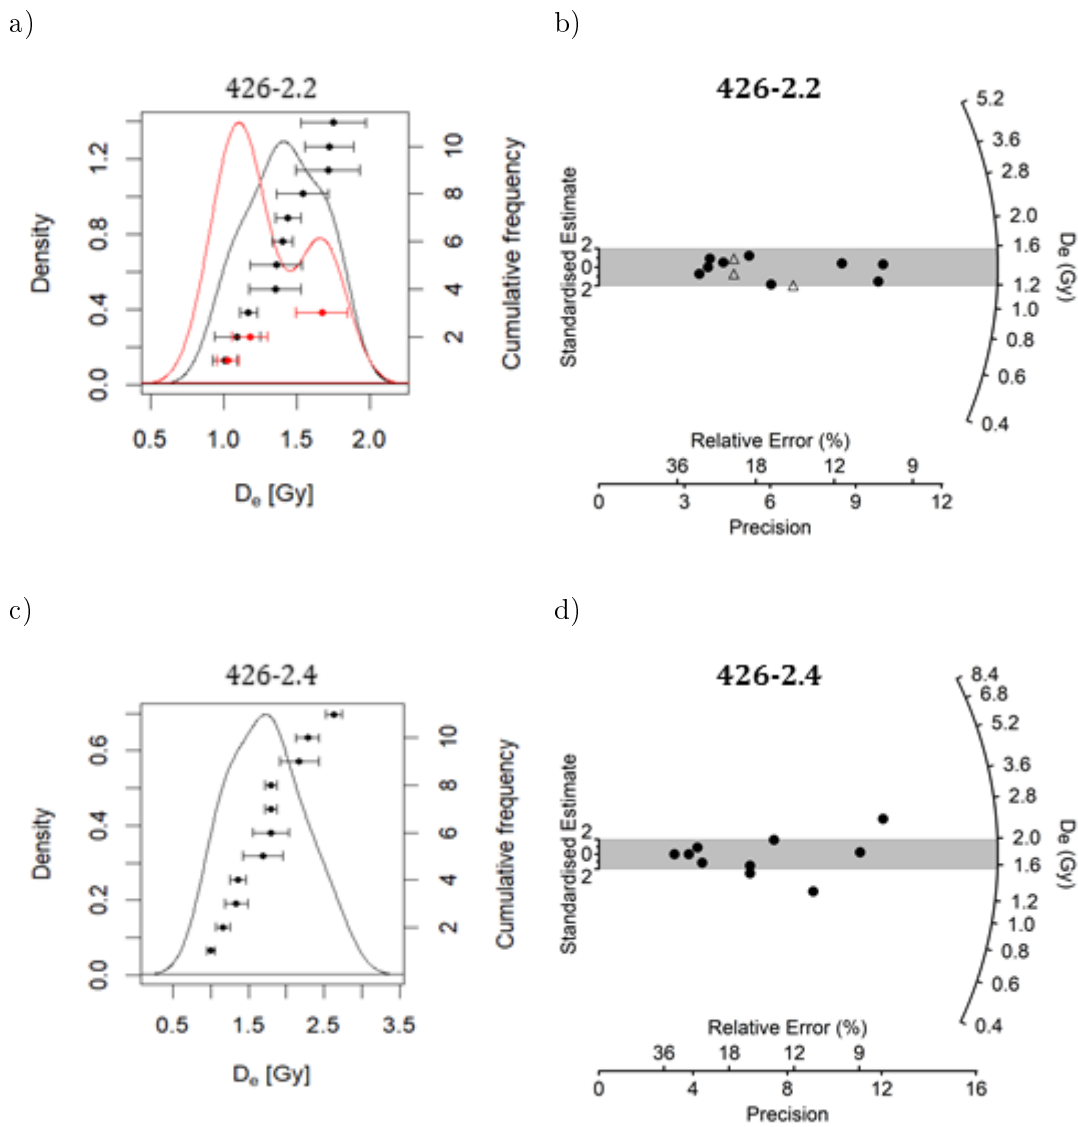 a)
426-2.2
Density
0.0
0.4
0.8
1.2
Cumulative frequency
2
4
6
8
10
0.5 1.0 1.5 2.0
De [Gy]
b)
426-2.2
Standardised Estimate
2
0
2
5.2
3.6
2.8
2.0
1.6
1.2
1.0
0.8
0.6
0.4
De (Gy)
Relative Error (%)
36 18 12 9
0 3 6 9 12
Precision
c)
426-2.4
Density
0.0
0.2
0.4
0.6
Cumulative frequency
2
4
6
8
10
0.5 1.5 2.5 3.5
De [Gy]
d)
426-2.4
Standardised Estimate
2
0
2
8.4
6.8
5.2
3.6
2.8
2.0
1.6
1.2
1.0
0.8
0.6
0.4
De (Gy)
Relative Error (%)
36 18 12 9
0 4 8 12 16
Precision